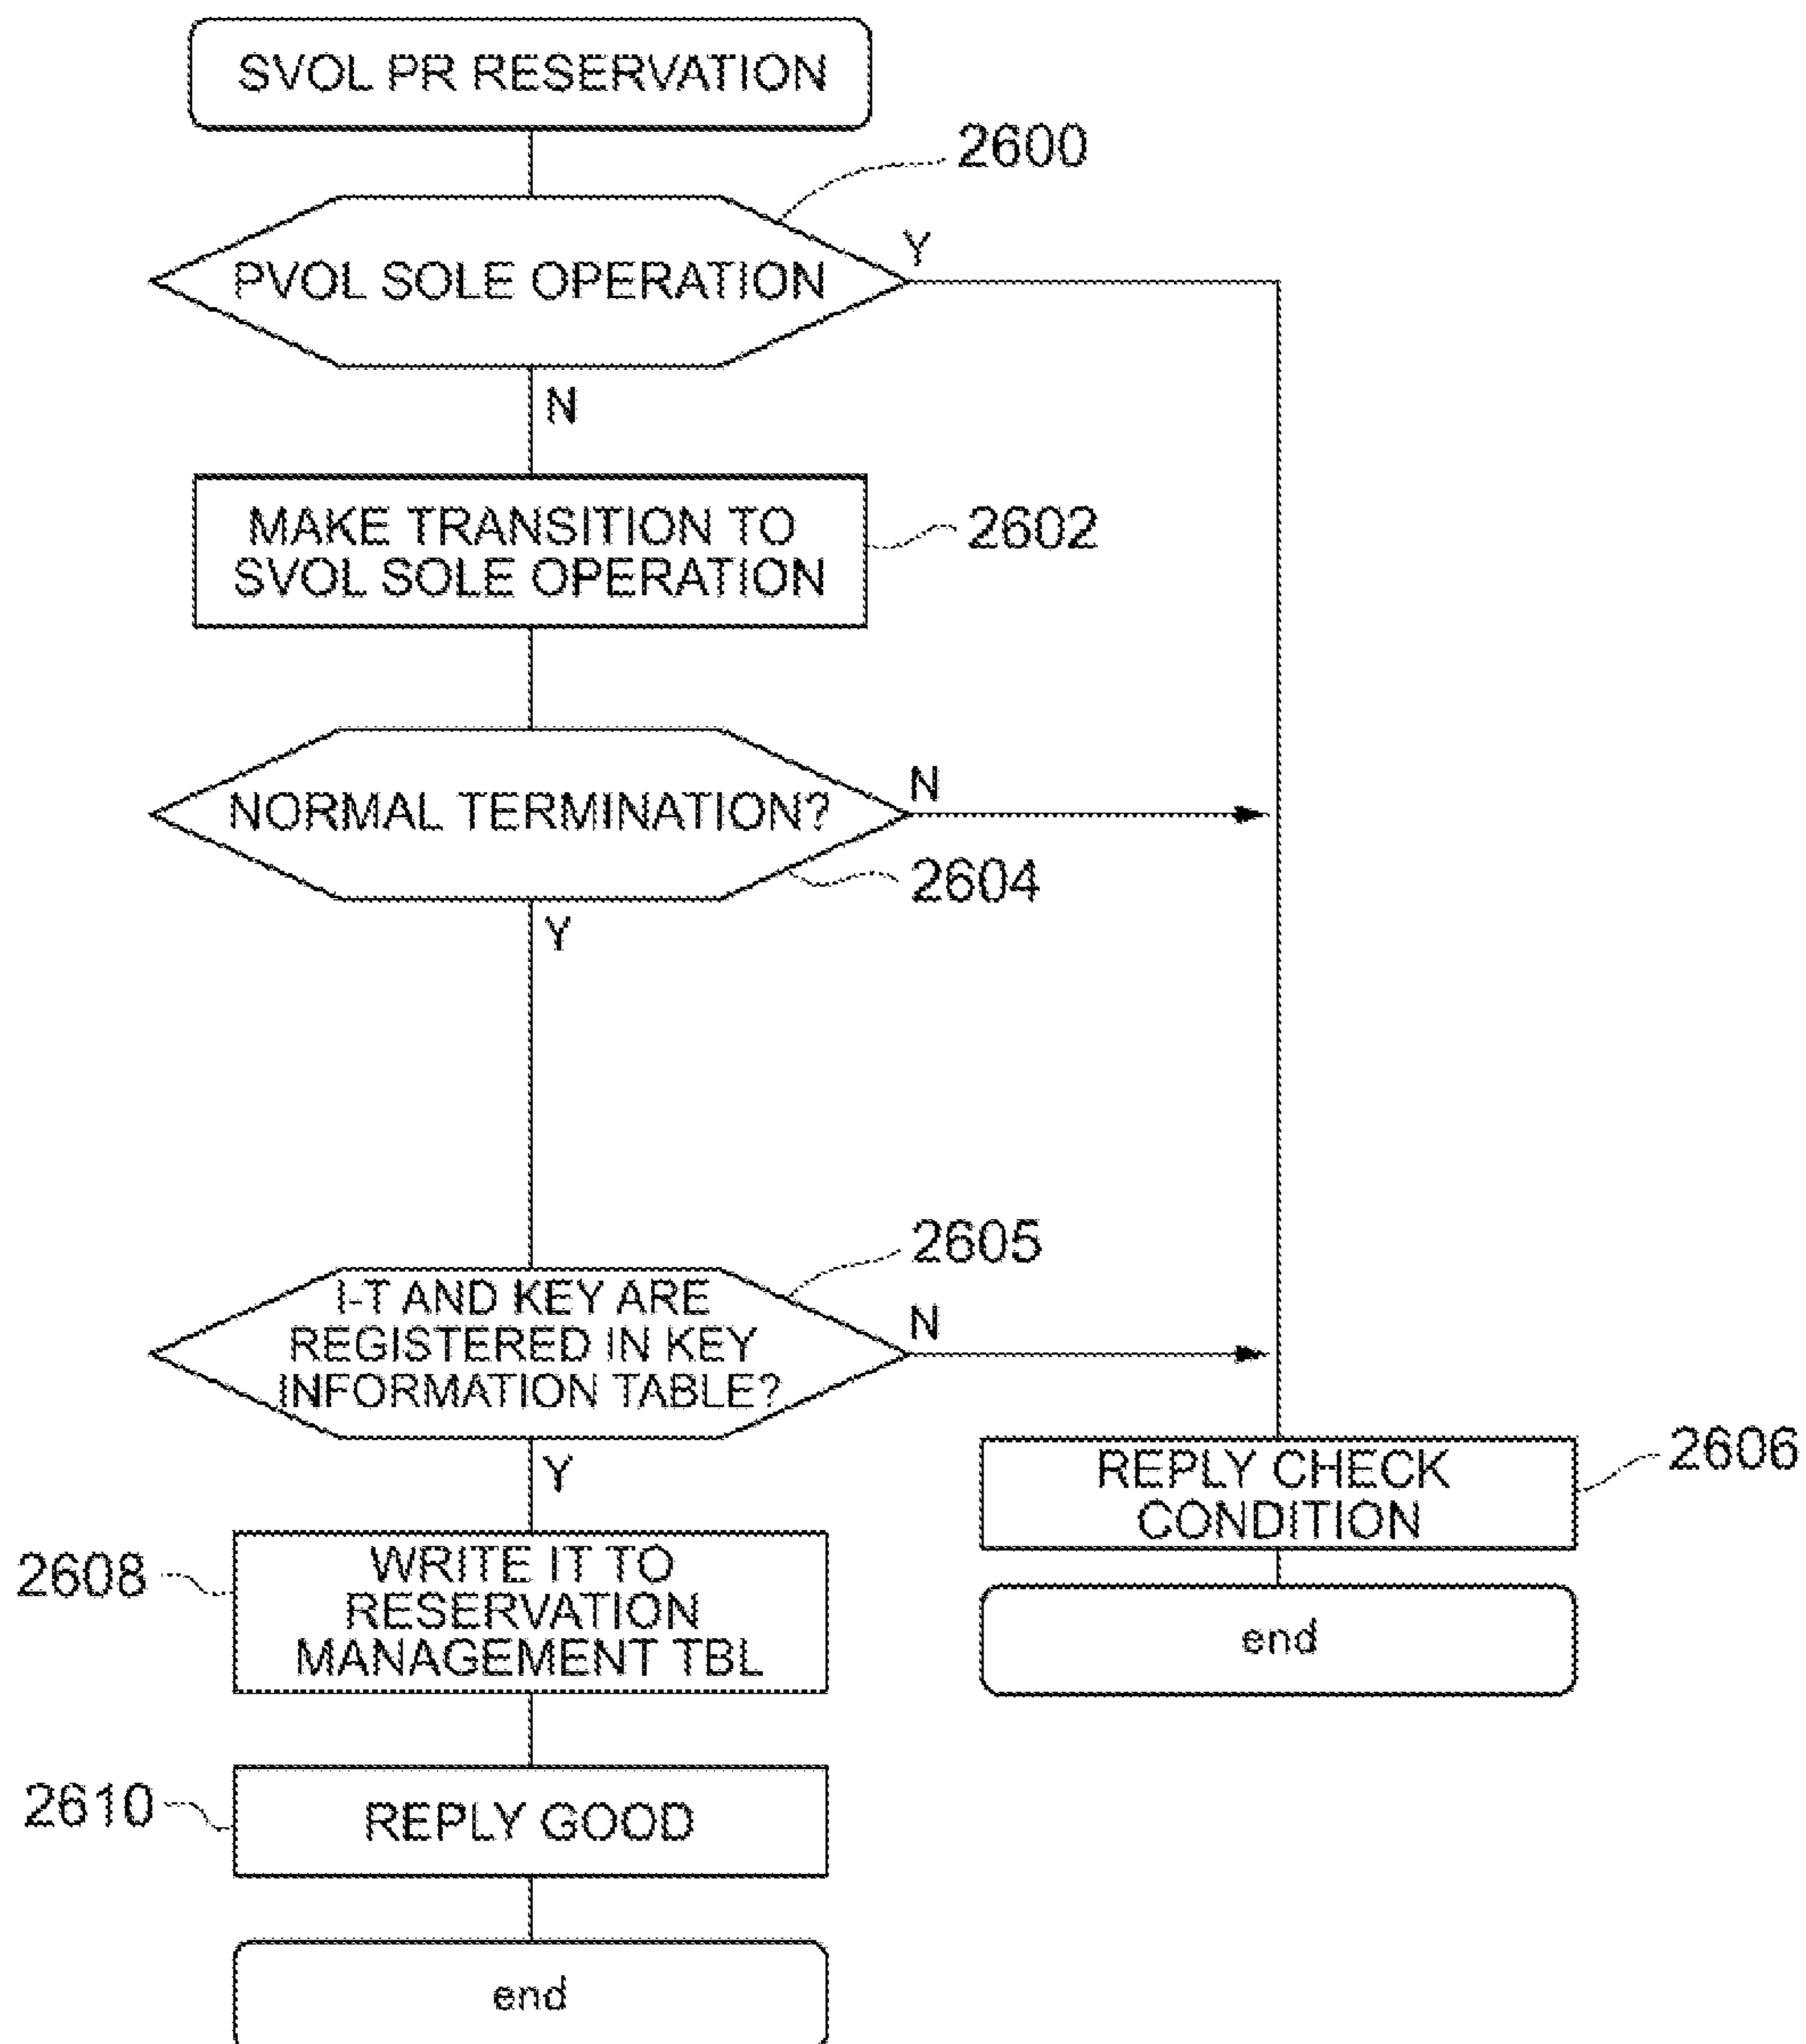 SVOL PR RESERVATION
2600
PVOL SOLE OPERATION
Y
N
MAKE TRANSITION TO
SVOL SOLE OPERATION
2602
NORMAL TERMINATION?
N
2604
Y
2605
I-T AND KEY ARE
REGISTERED IN KEY
INFORMATION TABLE?
N
Y
REPLY CHECK
CONDITION
2606
end
2608
WRITE IT TO
RESERVATION
MANAGEMENT TBL
2610
REPLY GOOD
end